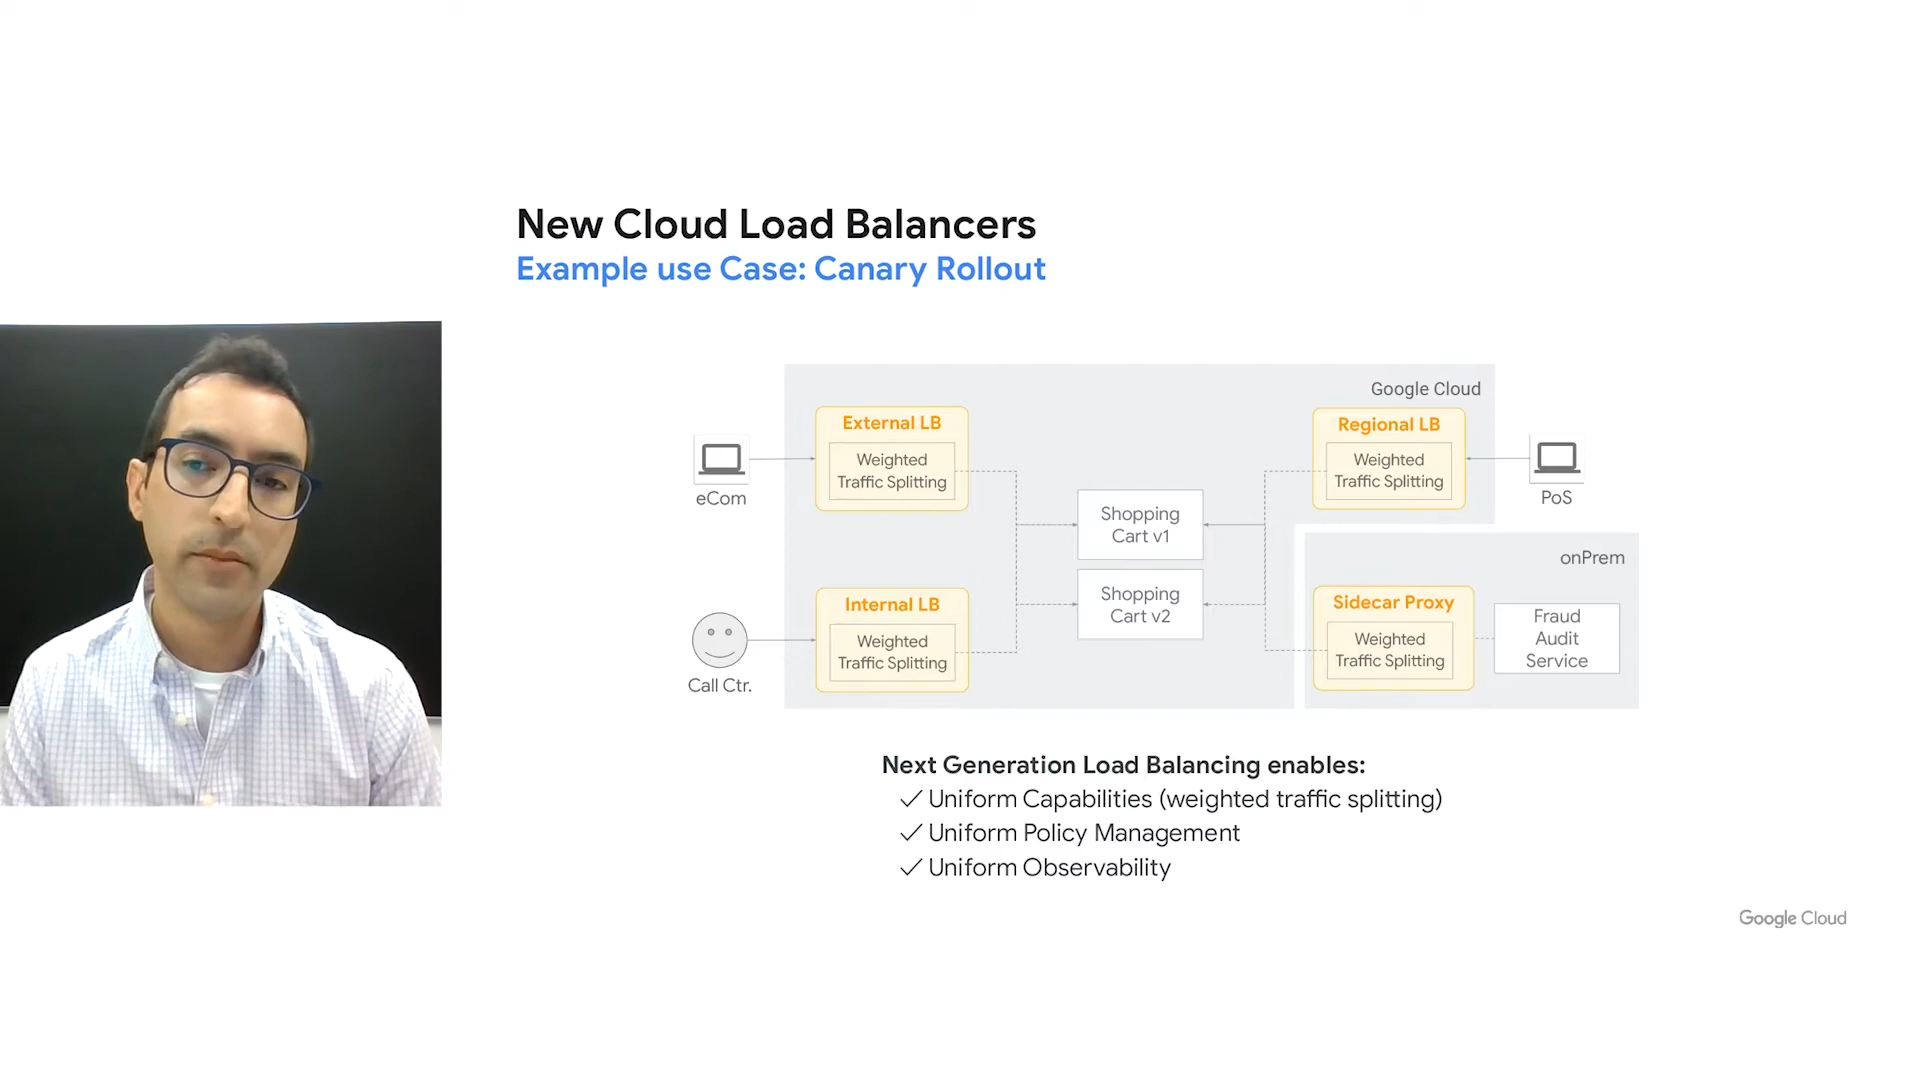 New Cloud Load Balancers
Example use Case: Canary Rollout
Google Cloud
External LB
Weighted
Traffic Splitting
eCom
Regional LB
Weighted
Traffic Splitting
PoS
Shopping
Cart v1
Shopping
Cart v2
onPrem
Internal LB
Weighted
Traffic Splitting
Call Ctr.
Sidecar Proxy
Weighted
Traffic Splitting
Fraud
Audit
Service
Next Generation Load Balancing enables:
✓ Uniform Capabilities (weighted traffic splitting)
✓ Uniform Policy Management
✓ Uniform Observability
Google Cloud